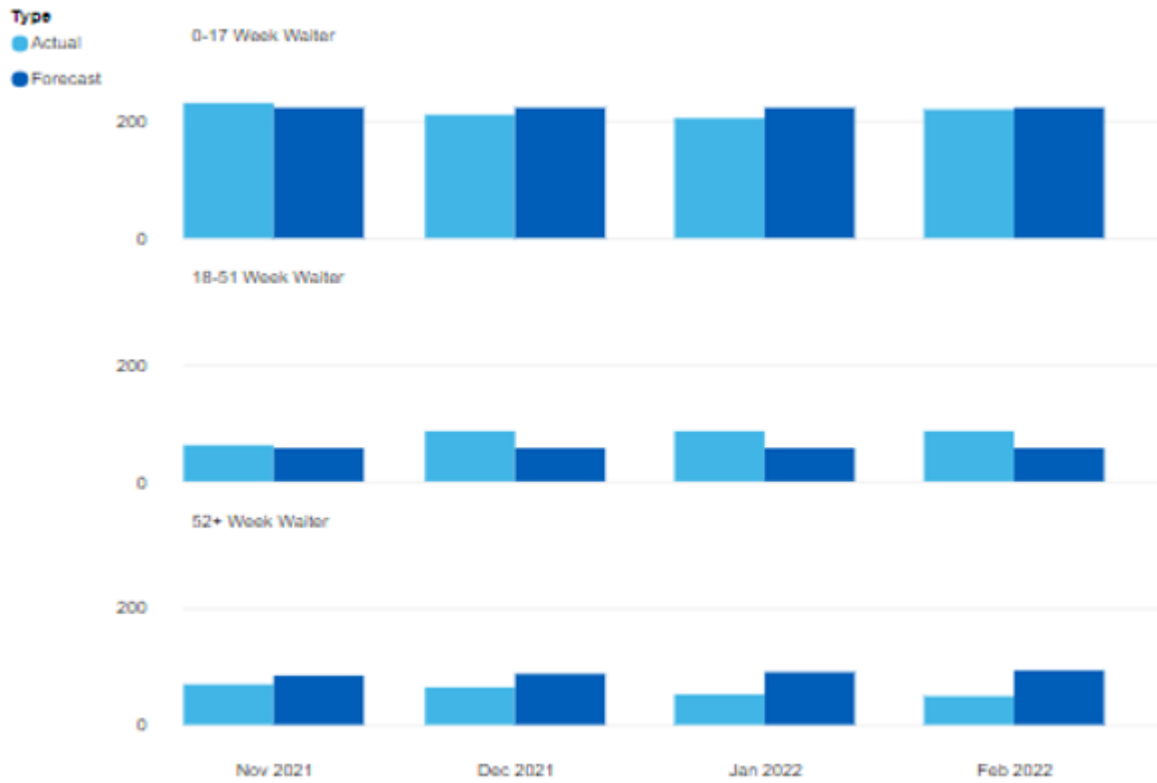 Type
Actual
Forecast
0-17 Week Waiter
200
0
18-51 Week Waiter
200
0
52+ Week Waiter
200
0
Nov 2021 Dec 2021 Jan 2022 Feb 2022